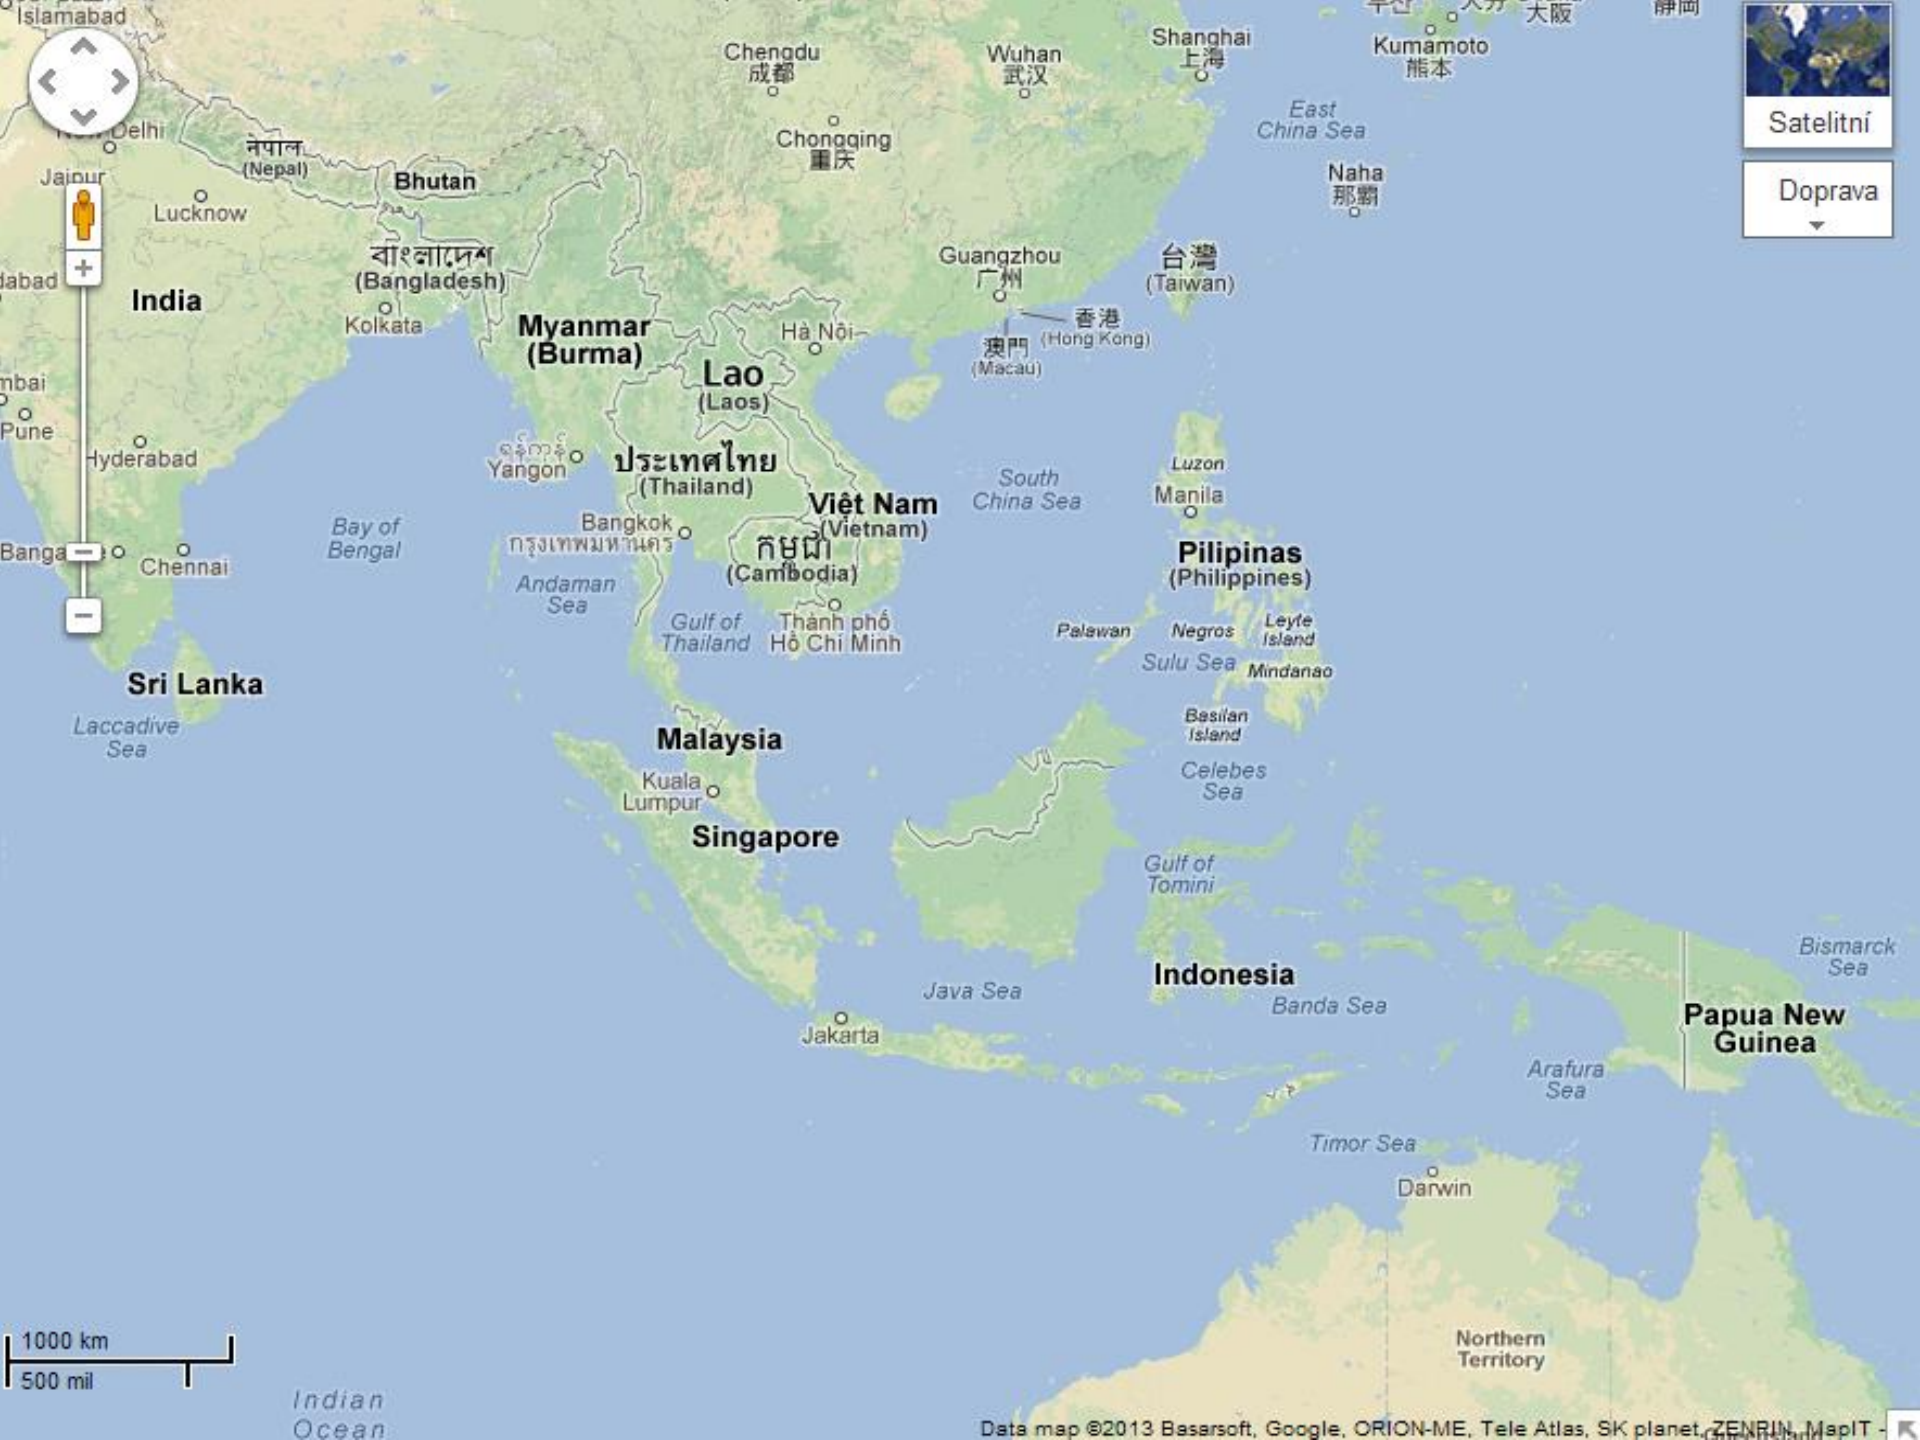 Islamabad
Chengdu
成都
Wuhan
武汉
Shanghai
上海
Kumamoto
熊本
大阪
静岡
East
China Sea
Satelitní
Chongqing
重庆
नेपाल
(Nepal)
Jaipur
Bhutan
Naha
那覇
Doprava
Lucknow
বাংলাদেশ
(Bangladesh)
Guangzhou
广州
台灣
(Taiwan)
India
Kolkata
Myanmar
(Burma)
Hà Nội
香港
(Hong Kong)
澳門
(Macau)
Lao
(Laos)
Pune
Hyderabad
ရန်ကုန်
Yangon
ประเทศไทย
(Thailand)
South
China Sea
Luzon
Manila
Việt Nam
(Vietnam)
Bay of
Bengal
Bangkok
กรุงเทพมหานคร
កម្ពុជា
(Cambodia)
Pilipinas
(Philippines)
Chennai
Andaman
Sea
Gulf of
Thailand
Thành phố
Hồ Chí Minh
Palawan
Negros
Leyte
Island
Sulu Sea
Mindanao
Sri Lanka
Laccadive
Sea
Basilan
Island
Malaysia
Celebes
Sea
Kuala
Lumpur
Singapore
Gulf of
Tomini
Bismarck
Sea
Java Sea
Indonesia
Banda Sea
Papua New
Guinea
Jakarta
Arafura
Sea
Timor Sea
Darwin
1000 km
500 mil
Northern
Territory
Indian
Ocean
Data map ©2013 Basarsoft, Google, ORION-ME, Tele Atlas, SK planet, ZENRIN, MapIT -